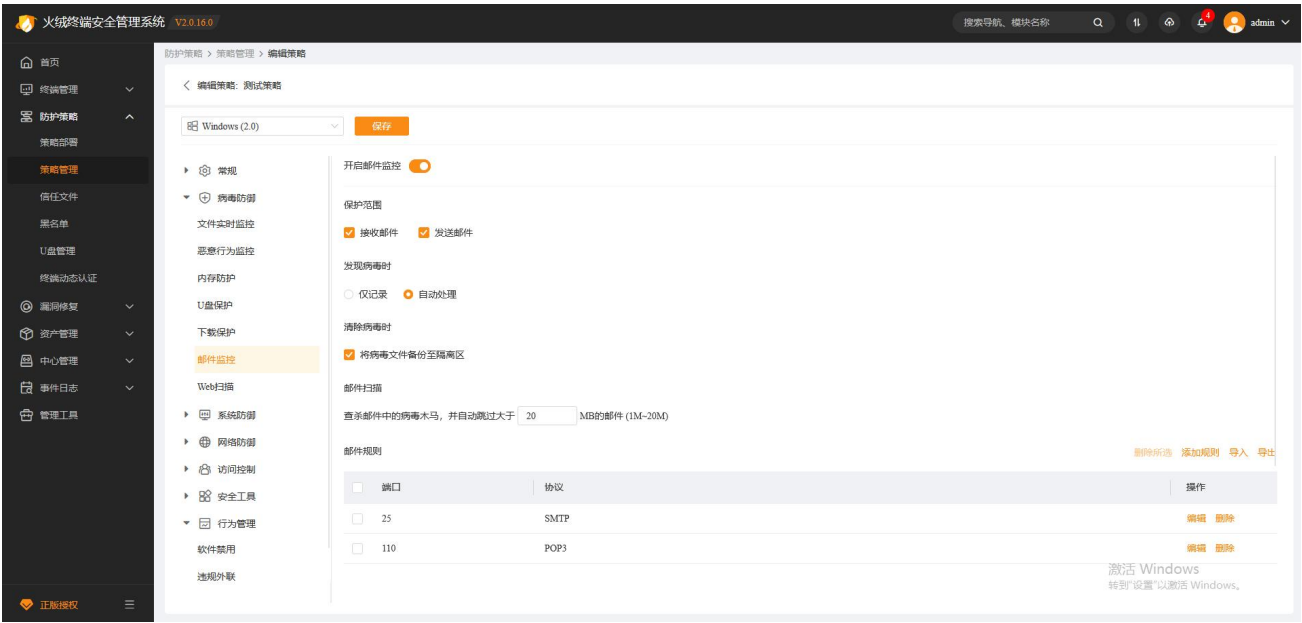 火绒终端安全管理系统 V2.0.16.0
搜索导航、模块名称
4
admin
首页
终端管理
防护策略
策略部署
策略管理
信任文件
黑名单
U盘管理
终端动态认证
漏洞修复
资产管理
中心管理
事件日志
管理工具
正版授权
防护策略 > 策略管理 > 编辑策略
编辑策略: 测试策略
Windows (2.0)
保存
常规
病毒防御
文件实时监控
恶意行为监控
内存防护
U盘保护
下载保护
邮件监控
Web扫描
系统防御
网络防御
访问控制
安全工具
行为管理
软件禁用
违规外联
开启邮件监控
保护范围
接收邮件 发送邮件
发现病毒时
仅记录 自动处理
清除病毒时
将病毒文件备份至隔离区
邮件扫描
查杀邮件中的病毒木马，并自动跳过大于 20 MB的邮件 (1M~20M)
邮件规则
删除所选 添加规则 导入 导出
端口 协议 操作
25 SMTP 编辑 删除
110 POP3 编辑 删除
激活 Windows
转到"设置"以激活 Windows。